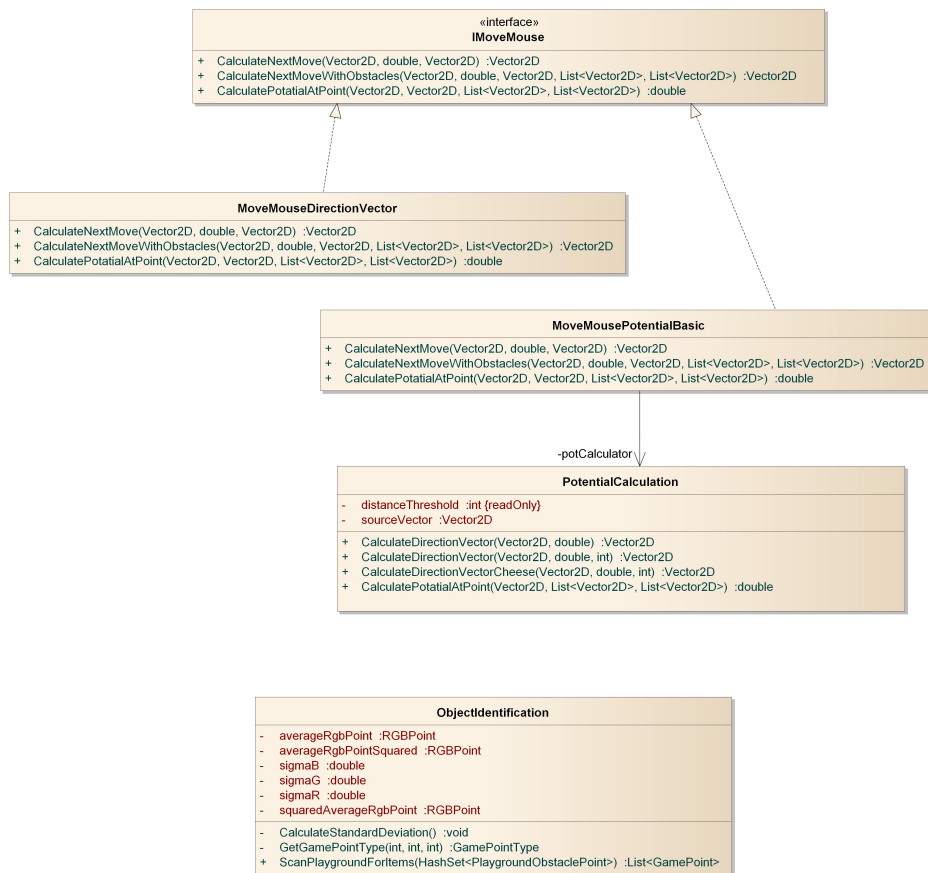 «interface»
IMoveMouse
+ CalculateNextMove(Vector2D, double, Vector2D) :Vector2D
+ CalculateNextMoveWithObstacles(Vector2D, double, Vector2D, List<Vector2D>, List<Vector2D>) :Vector2D
+ CalculatePotatialAtPoint(Vector2D, Vector2D, List<Vector2D>, List<Vector2D>) :double
MoveMouseDirectionVector
+ CalculateNextMove(Vector2D, double, Vector2D) :Vector2D
+ CalculateNextMoveWithObstacles(Vector2D, double, Vector2D, List<Vector2D>, List<Vector2D>) :Vector2D
+ CalculatePotatialAtPoint(Vector2D, Vector2D, List<Vector2D>, List<Vector2D>) :double
MoveMousePotentialBasic
+ CalculateNextMove(Vector2D, double, Vector2D) :Vector2D
+ CalculateNextMoveWithObstacles(Vector2D, double, Vector2D, List<Vector2D>, List<Vector2D>) :Vector2D
+ CalculatePotatialAtPoint(Vector2D, Vector2D, List<Vector2D>, List<Vector2D>) :double
-potCalculator
PotentialCalculation
- distanceThreshold :int {readOnly}
- sourceVector :Vector2D
+ CalculateDirectionVector(Vector2D, double) :Vector2D
+ CalculateDirectionVector(Vector2D, double, int) :Vector2D
+ CalculateDirectionVectorCheese(Vector2D, double, int) :Vector2D
+ CalculatePotatialAtPoint(Vector2D, List<Vector2D>, List<Vector2D>) :double
ObjectIdentification
- averageRgbPoint :RGBPoint
- averageRgbPointSquared :RGBPoint
- sigmaB :double
- sigmaG :double
- sigmaR :double
- squaredAverageRgbPoint :RGBPoint
- CalculateStandardDeviation() :void
- GetGamePointType(int, int, int) :GamePointType
+ ScanPlaygroundForItems(HashSet<PlaygroundObstaclePoint>) :List<GamePoint>